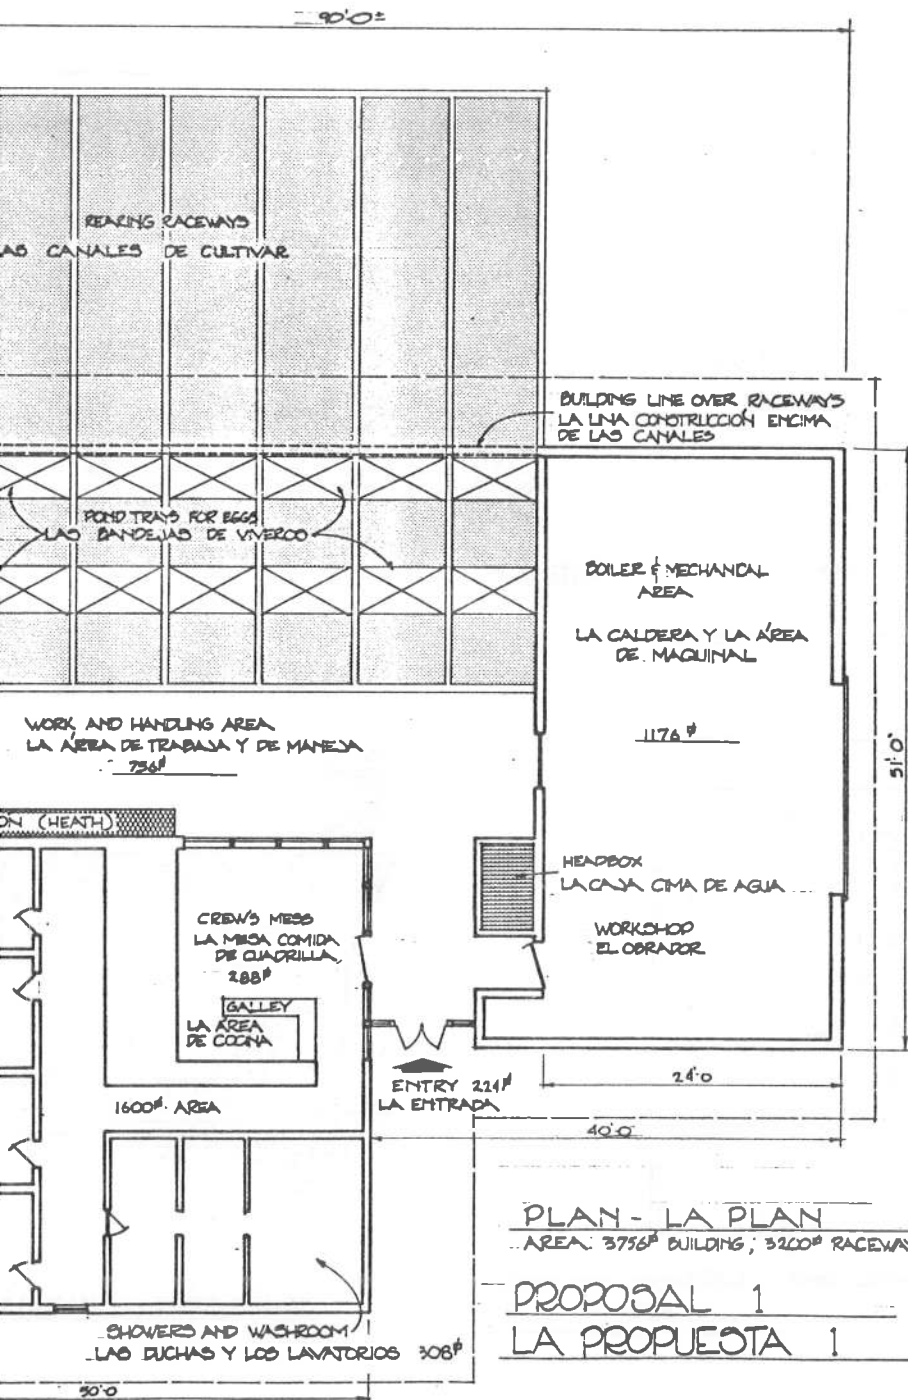 90'-0"±
REARING RACEWAYS
LAS CANALES DE CULTIVAR
BUILDING LINE OVER RACEWAYS
LA LINA CONSTRUCCIÓN ENCIMA
DE LAS CANALES
POND TRAYS FOR EGGS
LAS BANDEJAS DE VIVEROO
BOILER & MECHANICAL
AREA
LA CALDERA Y LA ÁREA
DE MAQUINAL
1176 ⌀
WORK AND HANDLING AREA
LA ÁREA DE TRABAJA Y DE MANEJA
736⌀
51'-0"
ON (HEATH)
HEADBOX
LA CAJA CIMA DE AGUA
WORKSHOP
EL OBRADOR
CREW'S MESS
LA MESA COMIDA
DE CUADRILLA
288⌀
GALLEY
LA ÁREA
DE COCINA
ENTRY 224⌀
LA ENTRADA
24'-0
1600⌀ AREA
40'-0
PLAN - LA PLAN
AREA: 3756⌀ BUILDING; 3200⌀ RACEWAY
PROPOSAL 1
LA PROPUESTA 1
SHOWERS AND WASHROOM
LAS DUCHAS Y LOS LAVATORIOS 308⌀
50'-0